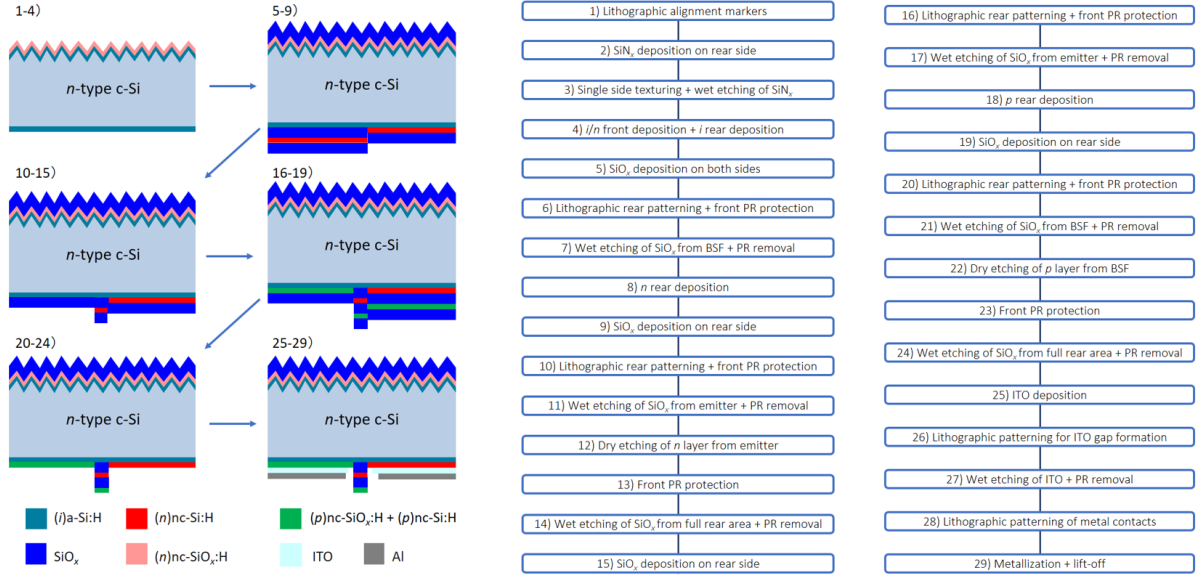 1-4)
n-type c-Si
5-9)
n-type c-Si
10-15)
n-type c-Si
16-19)
n-type c-Si
20-24)
n-type c-Si
25-29)
n-type c-Si
(i)a-Si:H
(n)nc-Si:H
(p)nc-SiOₓ:H + (p)nc-Si:H
SiOₓ
(n)nc-SiOₓ:H
ITO
Al
1) Lithographic alignment markers
2) SiNₓ deposition on rear side
3) Single side texturing + wet etching of SiNₓ
4) i/n front deposition + i rear deposition
5) SiOₓ deposition on both sides
6) Lithographic rear patterning + front PR protection
7) Wet etching of SiOₓ from BSF + PR removal
8) n rear deposition
9) SiOₓ deposition on rear side
10) Lithographic rear patterning + front PR protection
11) Wet etching of SiOₓ from emitter + PR removal
12) Dry etching of n layer from emitter
13) Front PR protection
14) Wet etching of SiOₓ from full rear area + PR removal
15) SiOₓ deposition on rear side
16) Lithographic rear patterning + front PR protection
17) Wet etching of SiOₓ from emitter + PR removal
18) p rear deposition
19) SiOₓ deposition on rear side
20) Lithographic rear patterning + front PR protection
21) Wet etching of SiOₓ from BSF + PR removal
22) Dry etching of p layer from BSF
23) Front PR protection
24) Wet etching of SiOₓ from full rear area + PR removal
25) ITO deposition
26) Lithographic patterning for ITO gap formation
27) Wet etching of ITO + PR removal
28) Lithographic patterning of metal contacts
29) Metallization + lift-off